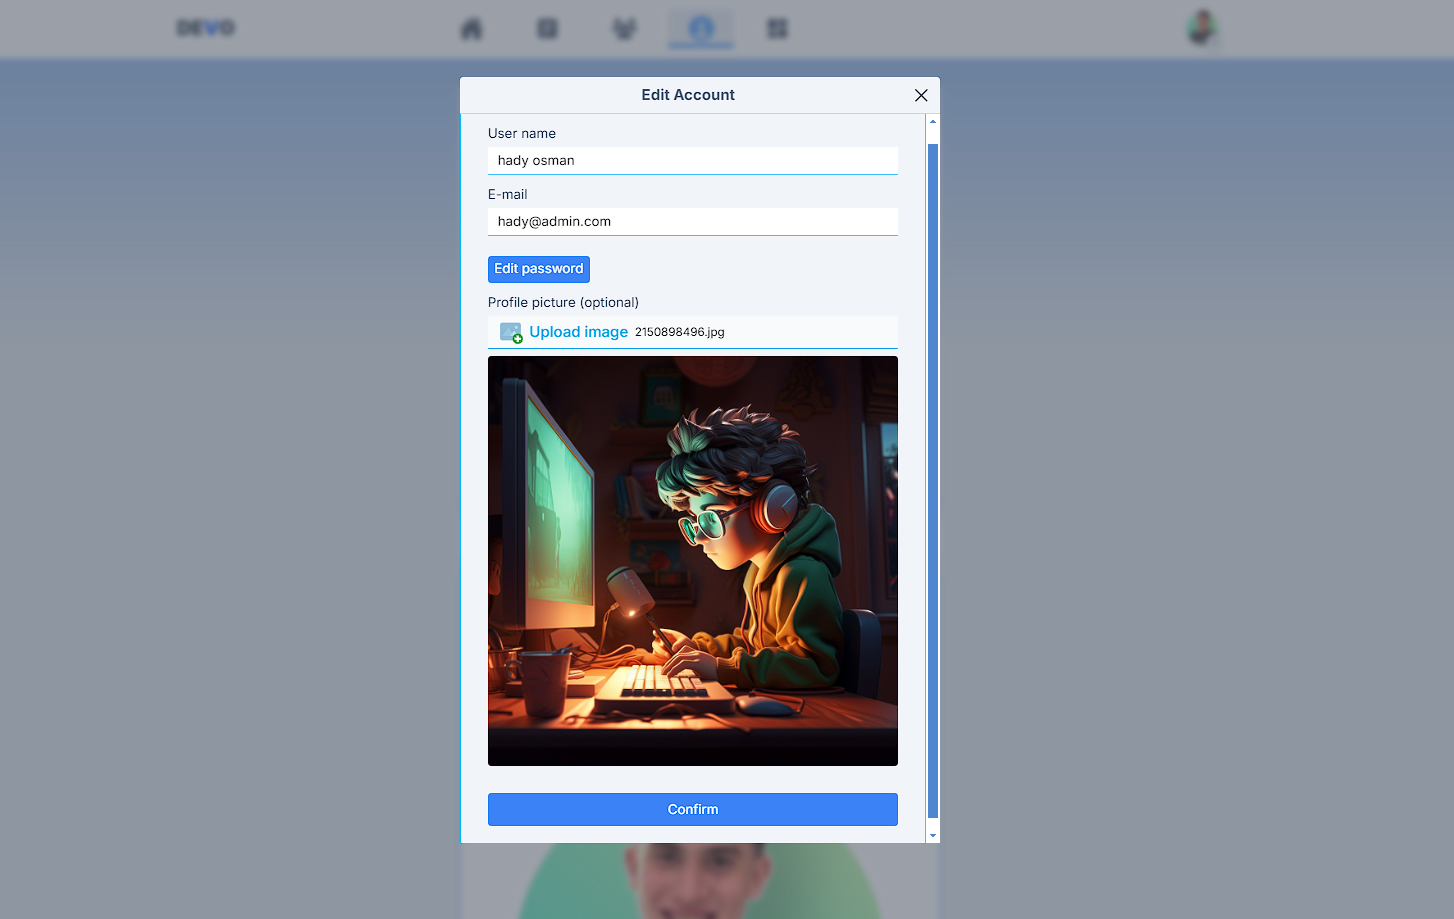 DEVO
Edit Account
User name
hady osman
E-mail
hady@admin.com
Edit password
Profile picture (optional)
Upload image 2150898496.jpg
Confirm